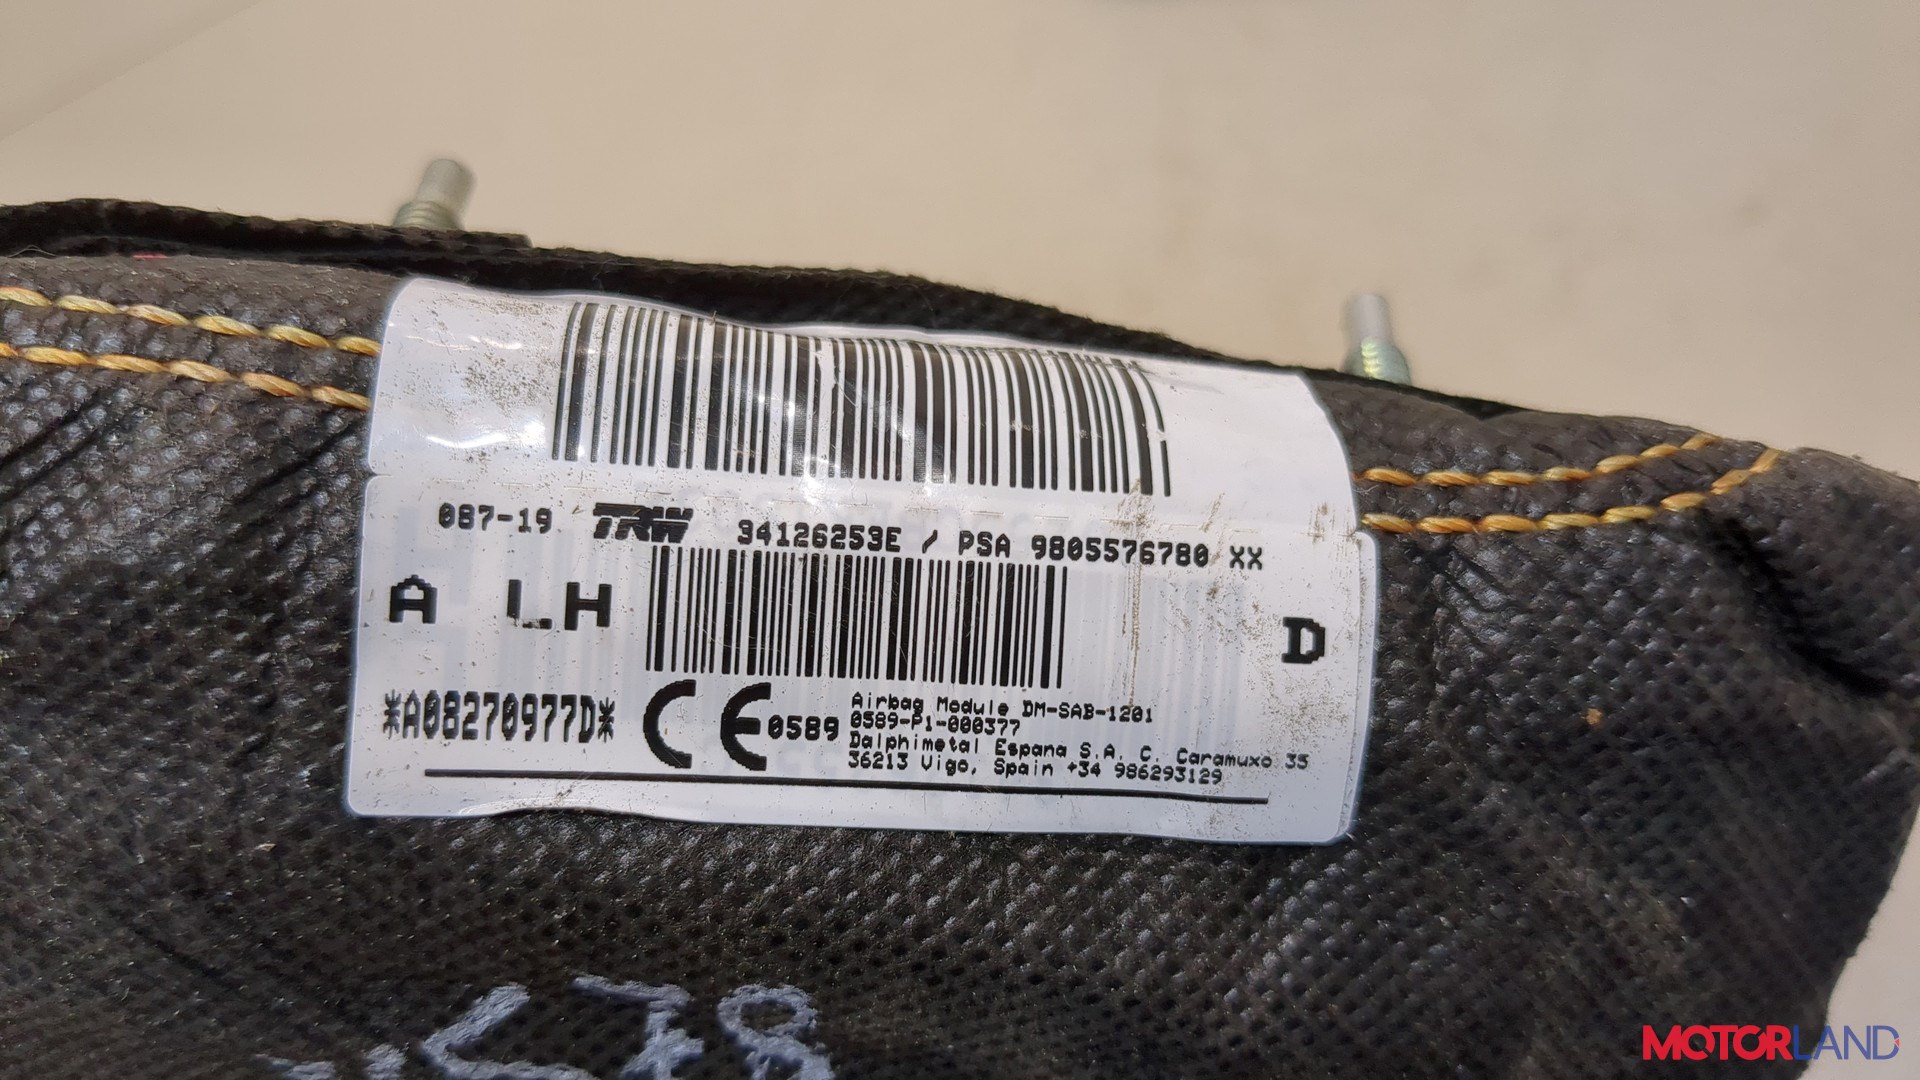 087-19 TRW 34126253E / PSA 9805576780 XX
A LH D
*A08270977D* CE 0589 Airbag Module DM-SAB-1201
0589-P1-000377
Dalphimetal Espana S.A. C. Caramuxo 35
36213 Vigo, Spain +34 986293129
MOTORLAND